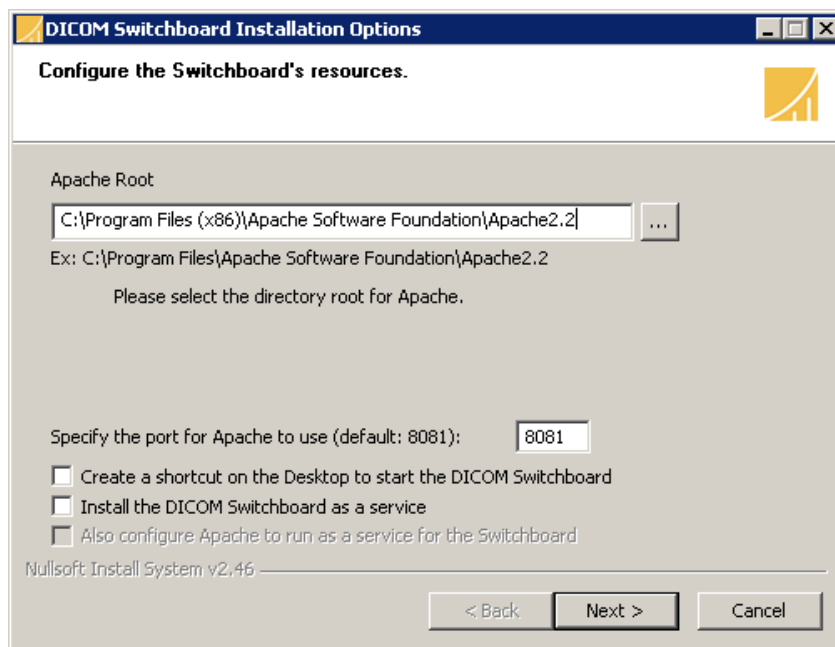 DICOM Switchboard Installation Options
Configure the Switchboard's resources.
Apache Root
C:\Program Files (x86)\Apache Software Foundation\Apache2.2
...
Ex: C:\Program Files\Apache Software Foundation\Apache2.2
Please select the directory root for Apache.
Specify the port for Apache to use (default: 8081):
8081
Create a shortcut on the Desktop to start the DICOM Switchboard
Install the DICOM Switchboard as a service
Also configure Apache to run as a service for the Switchboard
Nullsoft Install System v2.46
< Back
Next >
Cancel